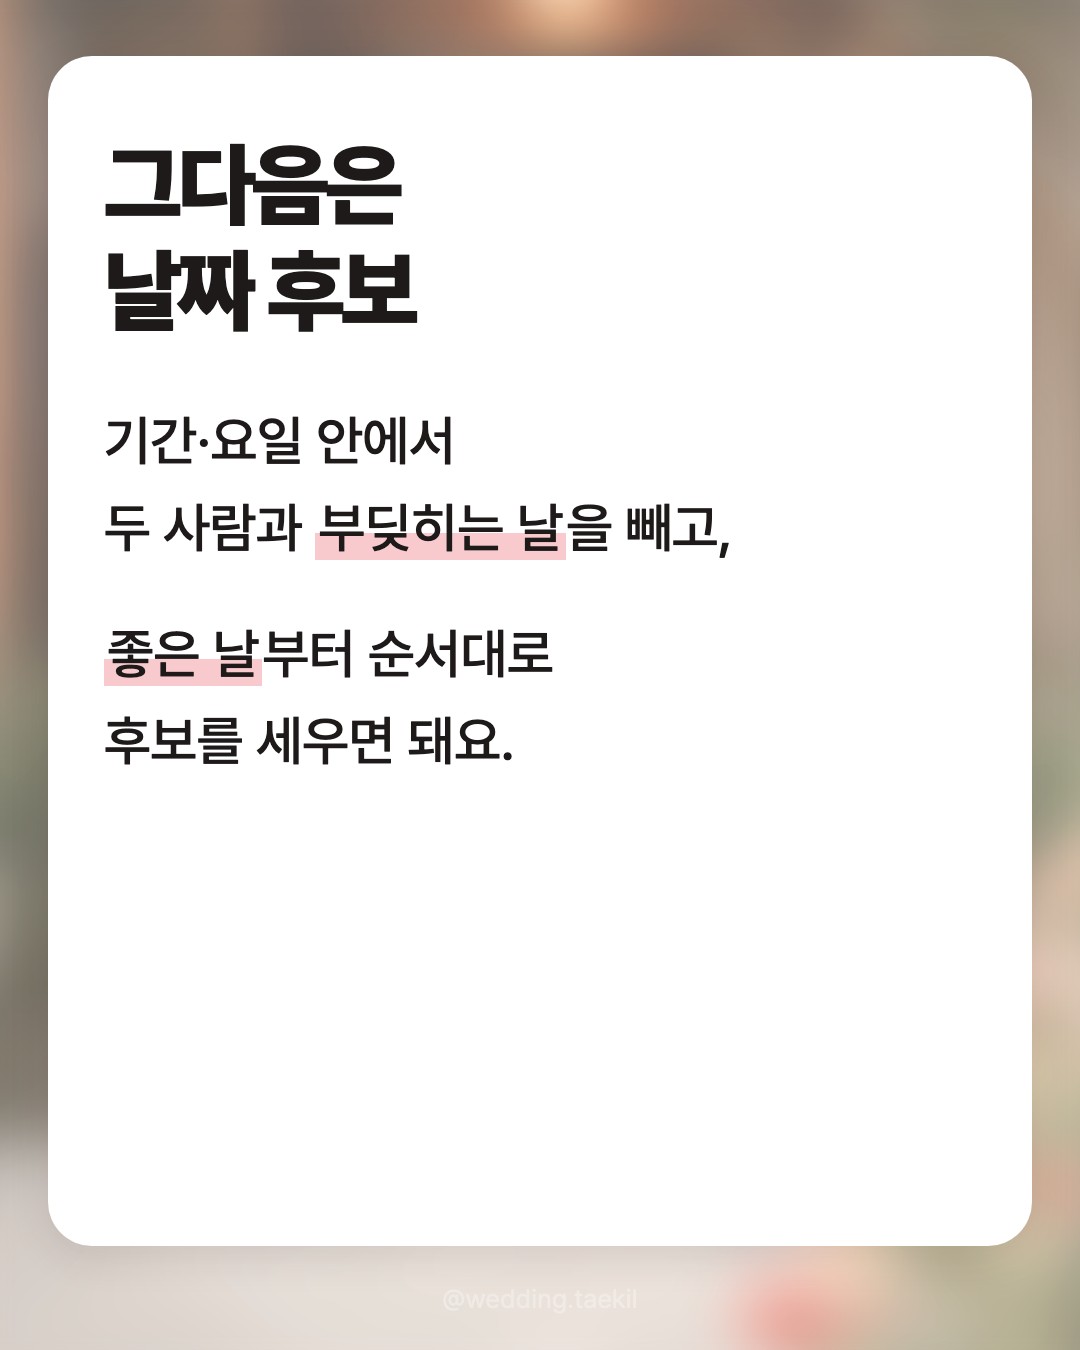 그다음은
날짜 후보
기간·요일 안에서
두 사람과 부딪히는 날을 빼고,
좋은 날부터 순서대로
후보를 세우면 돼요.
@wedding.taekil